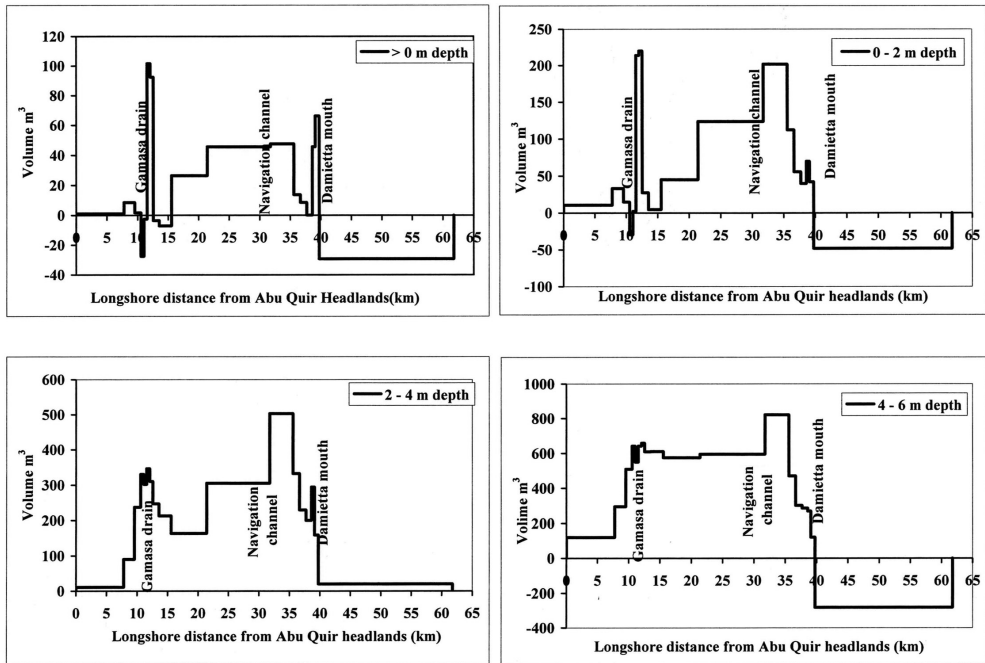 > 0 m depth
Volume m³
120
100
80
60
40
20
0
-20
-40
Gamasa drain
Navigation channel
Damietta mouth
0 5 10 15 20 25 30 35 40 45 50 55 60 65
Longshore distance from Abu Quir Headlands(km)
0 - 2 m depth
Volume m³
250
200
150
100
50
0
-50
-100
Gamasa drain
Navigation channel
Damietta mouth
0 5 10 15 20 25 30 35 40 45 50 55 60 65
Longshore distance from Abu Quir headlands (km)
2 - 4 m depth
Volume m³
600
500
400
300
200
100
0
Gamasa drain
Navigation
channel
Damietta mouth
0 5 10 15 20 25 30 35 40 45 50 55 60 65
Longshore distance from Abu Quir headlands (km)
4 - 6 m depth
Volime m³
1000
800
600
400
200
0
-200
-400
Gamasa drain
Navigation
channel
Damietta mouth
0 5 10 15 20 25 30 35 40 45 50 55 60 65
Longshore distance from Abu Quir headlands (km)